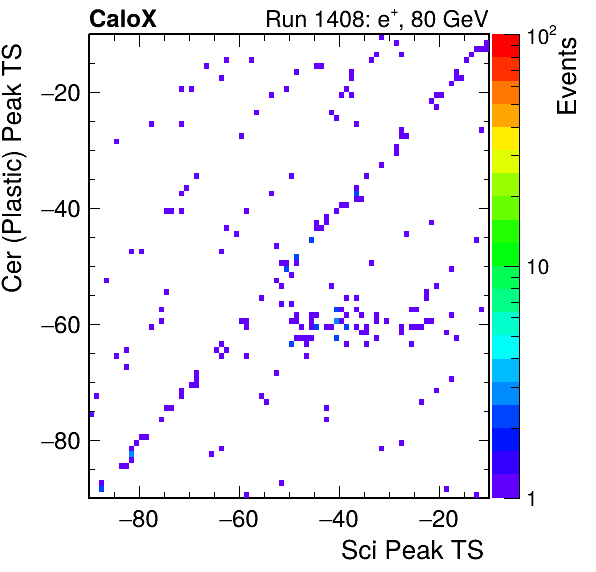 CaloX Run 1408: e⁺, 80 GeV
Cer (Plastic) Peak TS
−20
−40
−60
−80
−80 −60 −40 −20
Sci Peak TS
10²
10
1
Events